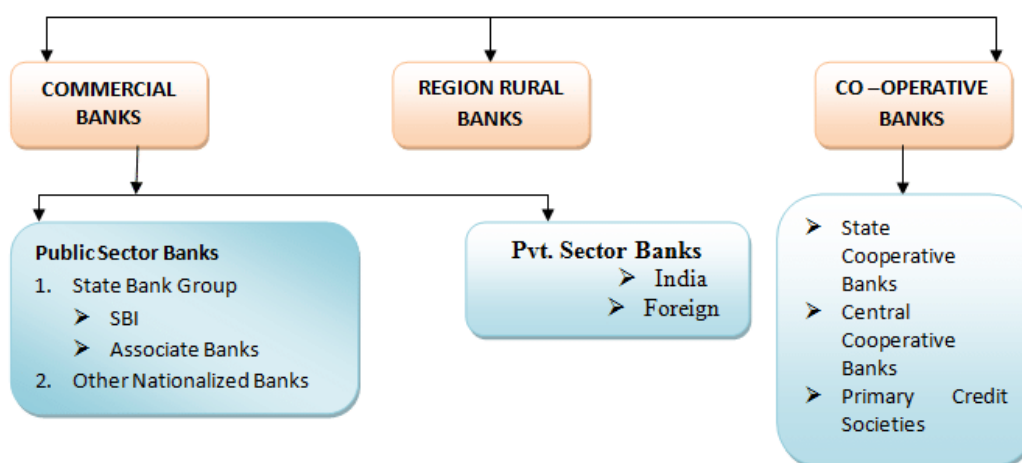 COMMERCIAL
BANKS
REGION RURAL
BANKS
CO –OPERATIVE
BANKS
Public Sector Banks
1. State Bank Group
➢ SBI
➢ Associate Banks
2. Other Nationalized Banks
Pvt. Sector Banks
➢ India
➢ Foreign
➢ State
Cooperative
Banks
➢ Central
Cooperative
Banks
➢ Primary Credit
Societies